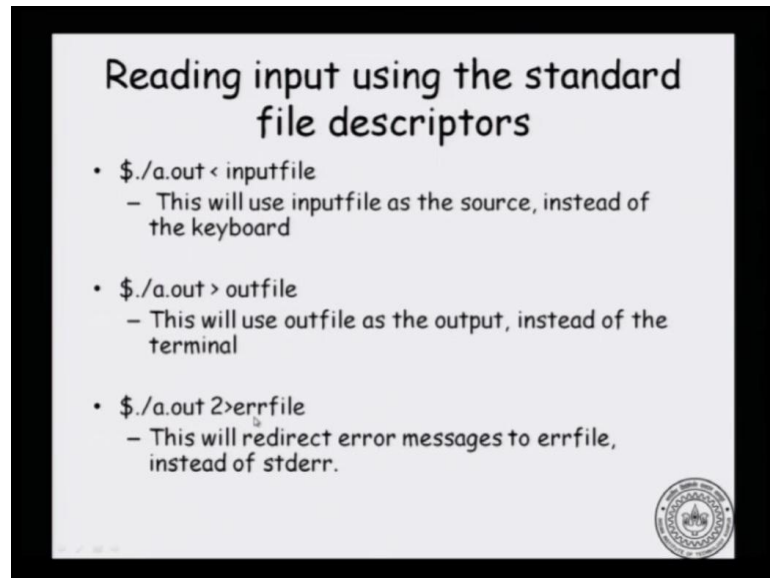 Reading input using the standard
file descriptors
• $./a.out < inputfile
– This will use inputfile as the source, instead of
the keyboard
• $./a.out > outfile
– This will use outfile as the output, instead of the
terminal
• $./a.out 2>errfile
– This will redirect error messages to errfile,
instead of stderr.